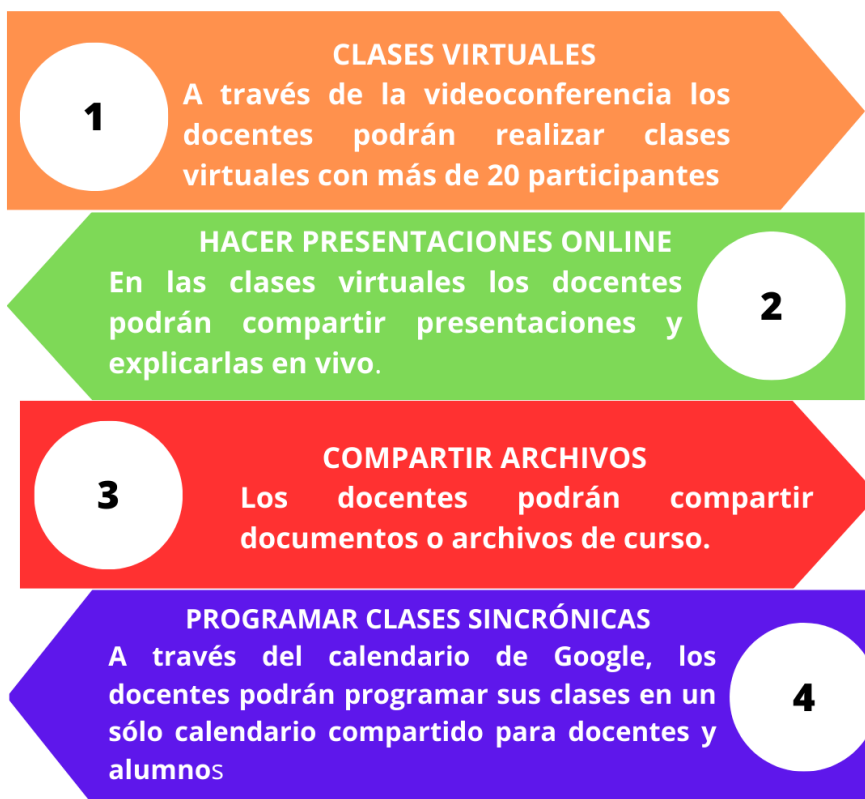 1
CLASES VIRTUALES
A través de la videoconferencia los
docentes podrán realizar clases
virtuales con más de 20 participantes
HACER PRESENTACIONES ONLINE
En las clases virtuales los docentes
podrán compartir presentaciones y
explicarlas en vivo.
2
3
COMPARTIR ARCHIVOS
Los docentes podrán compartir
documentos o archivos de curso.
PROGRAMAR CLASES SINCRÓNICAS
A través del calendario de Google, los
docentes podrán programar sus clases en un
sólo calendario compartido para docentes y
alumnos
4